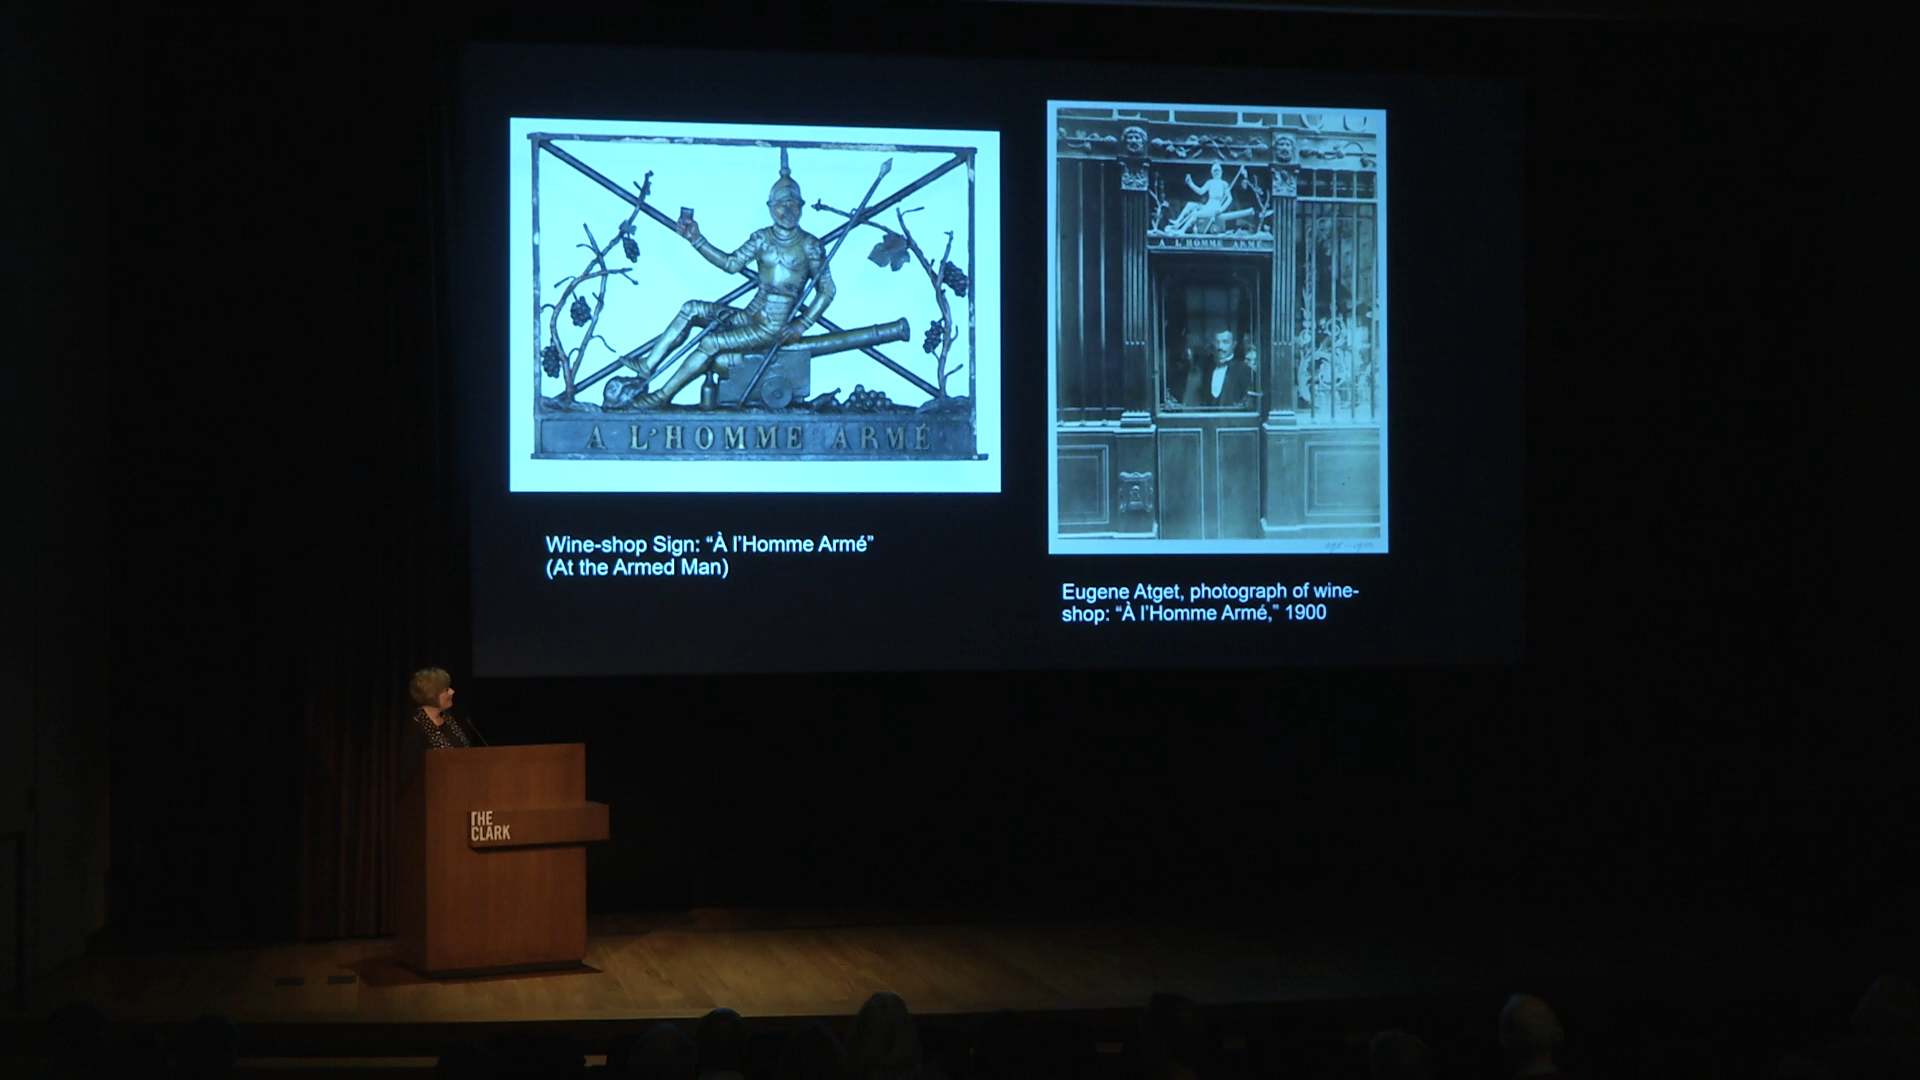 A L'HOMME ARMÉ
Wine-shop Sign: “À l’Homme Armé”
(At the Armed Man)
A L'HOMME ARMÉ
Eugene Atget, photograph of wine-
shop: “À l’Homme Armé,” 1900
THE
CLARK